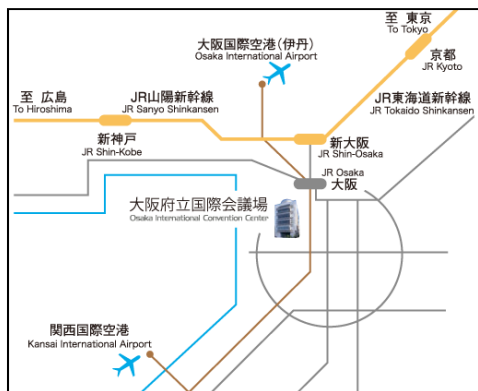 至 東京
To Tokyo
大阪国際空港(伊丹)
Osaka International Airport
京都
JR Kyoto
至 広島
To Hiroshima
JR山陽新幹線
JR Sanyo Shinkansen
JR東海道新幹線
JR Tokaido Shinkansen
新神戸
JR Shin-Kobe
新大阪
JR Shin-Osaka
JR Osaka
大阪
大阪府立国際会議場
Osaka International Convention Center
関西国際空港
Kansai International Airport